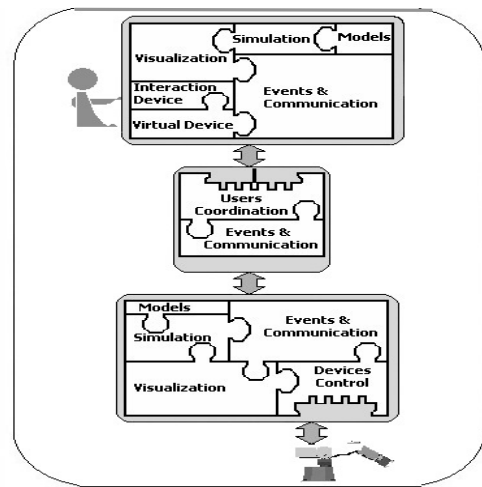 Simulation
Models
Visualization
Interaction
Device
Events &
Communication
Virtual Device
Users
Coordination
Events &
Communication
Models
Simulation
Events &
Communication
Visualization
Devices
Control